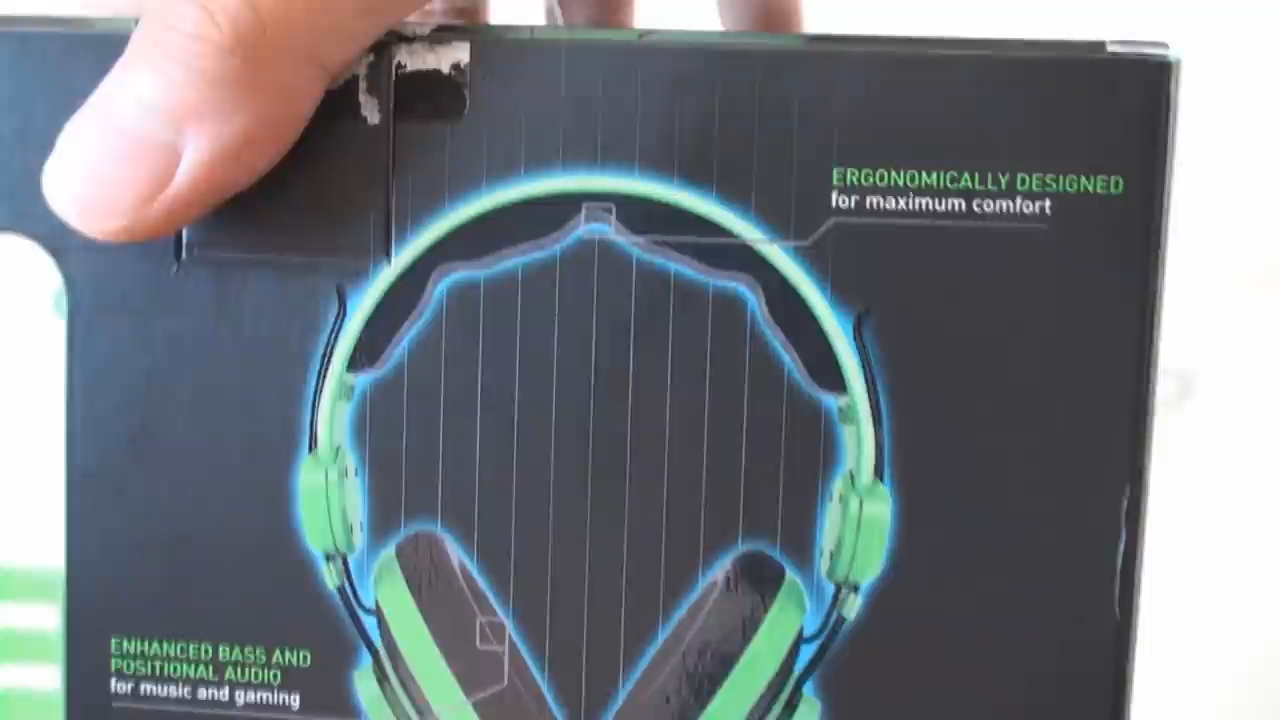 ERGONOMICALLY DESIGNED
for maximum comfort
ENHANCED BASS AND
POSITIONAL AUDIO
for music and gaming